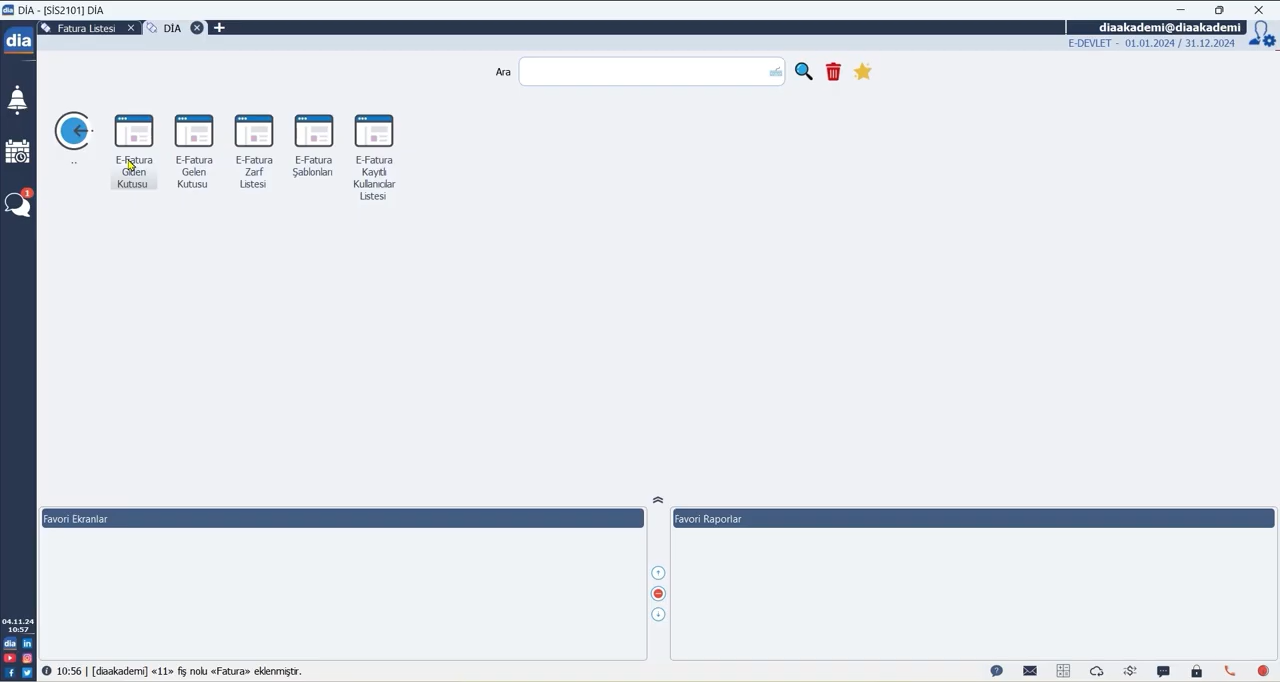 DİA - [SİS2101] DİA
Fatura Listesi
DİA
diaakademi@diaakademi
E-DEVLET - 01.01.2024 / 31.12.2024
dia
Ara
..
E-Fatura
Giden
Kutusu
E-Fatura
Gelen
Kutusu
E-Fatura
Zarf
Listesi
E-Fatura
Şablonları
E-Fatura
Kayıtlı
Kullanıcılar
Listesi
1
Favori Ekranlar
Favori Raporlar
04.11.24
10:57
dia
10:56 | [diaakademi] «11» fiş nolu «Fatura» eklenmiştir.